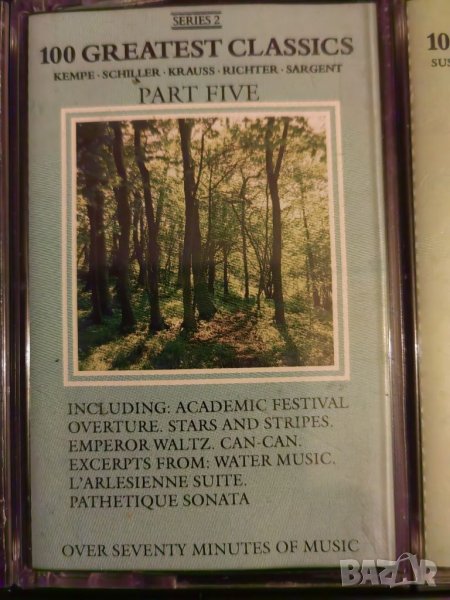 SERIES 2
100 GREATEST CLASSICS
KEMPE · SCHILLER · KRAUSS · RICHTER · SARGENT
PART FIVE
INCLUDING: ACADEMIC FESTIVAL
OVERTURE. STARS AND STRIPES.
EMPEROR WALTZ. CAN-CAN.
EXCERPTS FROM: WATER MUSIC.
L'ARLESIENNE SUITE.
PATHETIQUE SONATA
OVER SEVENTY MINUTES OF MUSIC
10
SUS
BAZAR